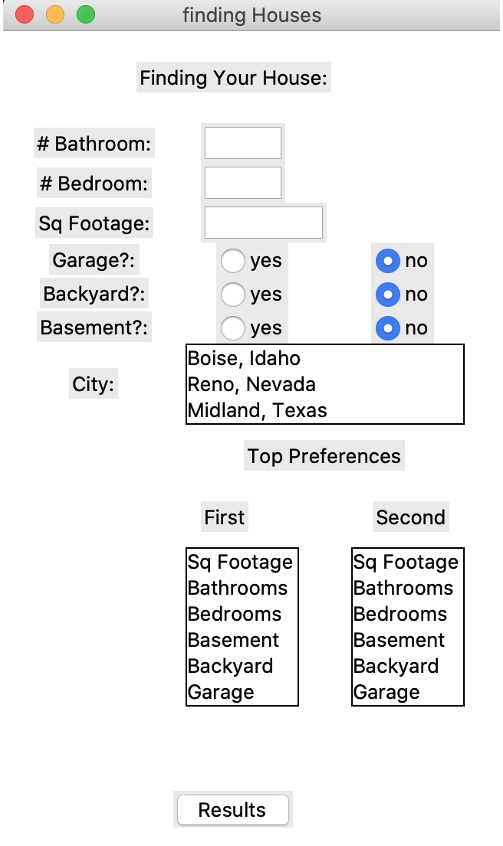 finding Houses
Finding Your House:
# Bathroom:
# Bedroom:
Sq Footage:
Garage?: yes no
Backyard?: yes no
Basement?: yes no
City:
Boise, Idaho
Reno, Nevada
Midland, Texas
Top Preferences
First Second
Sq Footage Sq Footage
Bathrooms Bathrooms
Bedrooms Bedrooms
Basement Basement
Backyard Backyard
Garage Garage
Results